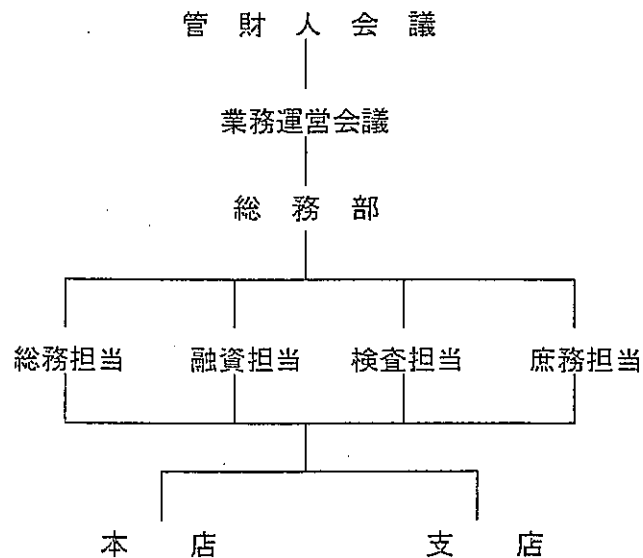 管財人会議
業務運営会議
総務部
総務担当 融資担当 検査担当 庶務担当
本店 支店